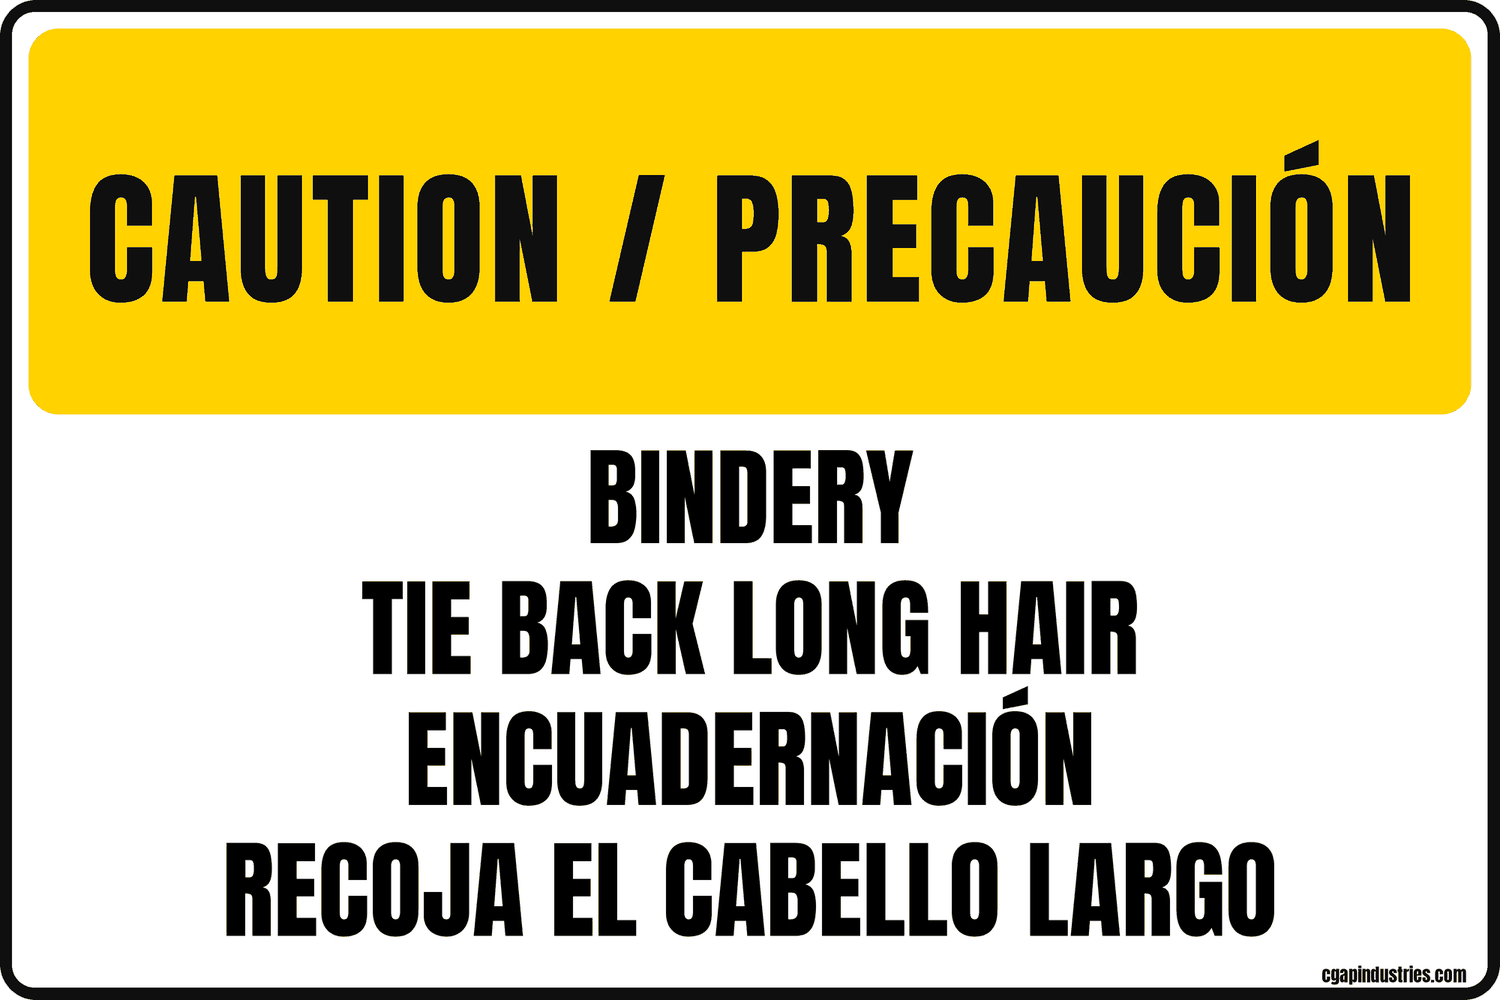 CAUTION / PRECAUCIÓN
BINDERY
TIE BACK LONG HAIR
ENCUADERNACIÓN
RECOJA EL CABELLO LARGO
cgapindustries.com